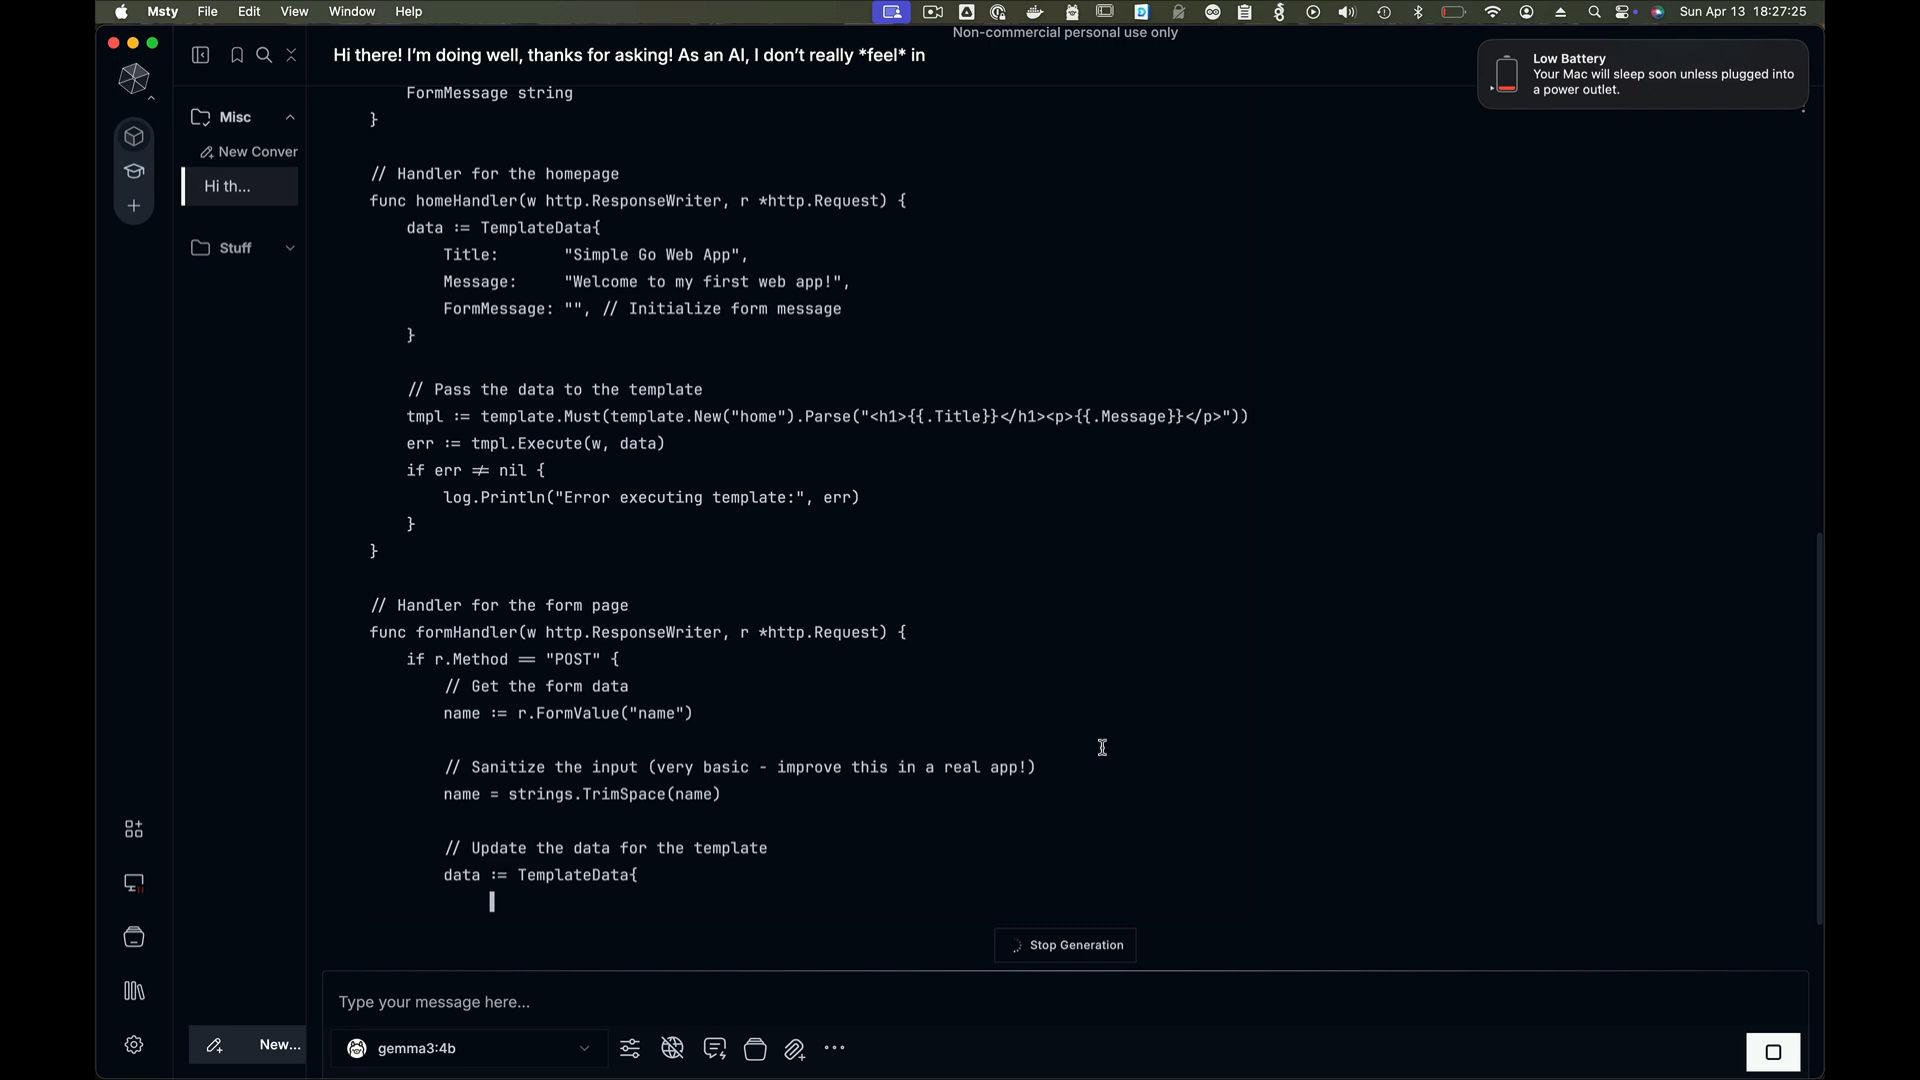 Msty File Edit View Window Help
Sun Apr 13 18:27:25
Non-commercial personal use only
Hi there! I'm doing well, thanks for asking! As an AI, I don't really *feel* in
Low Battery
Your Mac will sleep soon unless plugged into
a power outlet.
Misc
New Conver
Hi th...
Stuff
FormMessage string
}
// Handler for the homepage
func homeHandler(w http.ResponseWriter, r *http.Request) {
data := TemplateData{
Title: "Simple Go Web App",
Message: "Welcome to my first web app!",
FormMessage: "", // Initialize form message
}
// Pass the data to the template
tmpl := template.Must(template.New("home").Parse("<h1>{{.Title}}</h1><p>{{.Message}}</p>"))
err := tmpl.Execute(w, data)
if err != nil {
log.Println("Error executing template:", err)
}
}
// Handler for the form page
func formHandler(w http.ResponseWriter, r *http.Request) {
if r.Method == "POST" {
// Get the form data
name := r.FormValue("name")
// Sanitize the input (very basic - improve this in a real app!)
name = strings.TrimSpace(name)
// Update the data for the template
data := TemplateData{
Stop Generation
Type your message here...
New...
gemma3:4b